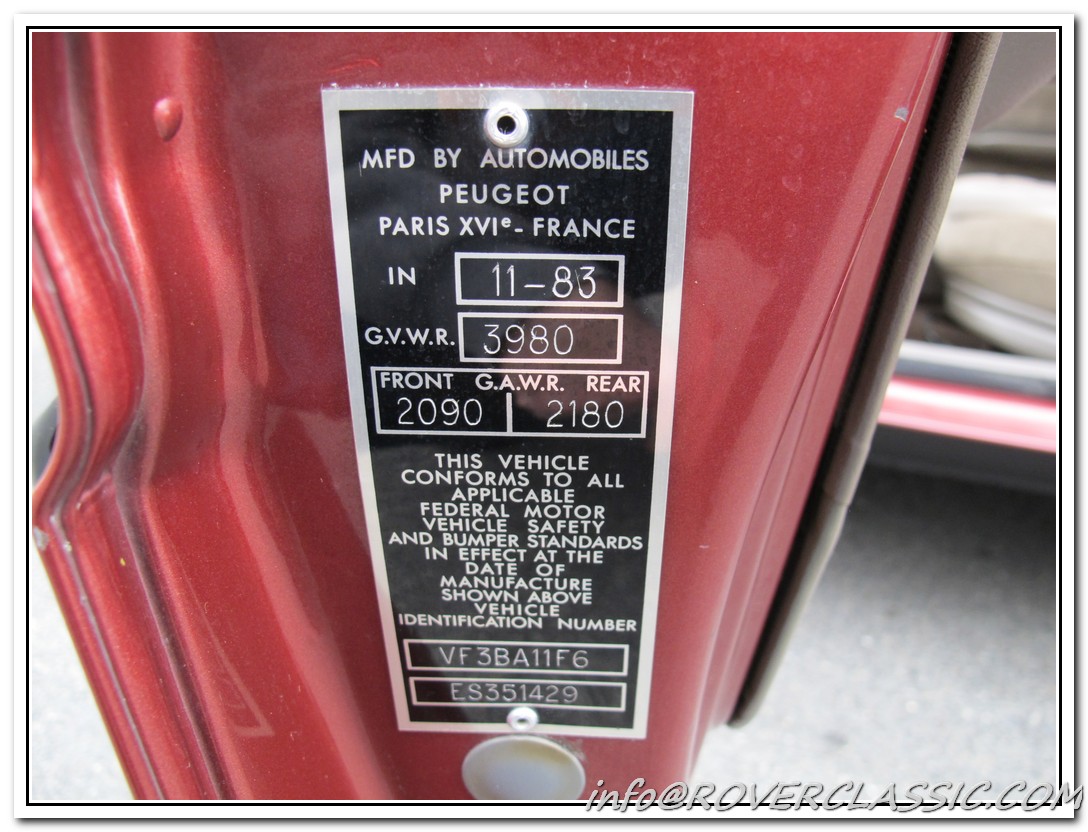 MFD BY AUTOMOBILES
PEUGEOT
PARIS XVIe - FRANCE
IN 11-83
G.V.W.R. 3980
FRONT G.A.W.R. REAR
2090 2180
THIS VEHICLE
CONFORMS TO ALL
APPLICABLE
FEDERAL MOTOR
VEHICLE SAFETY
AND BUMPER STANDARDS
IN EFFECT AT THE
DATE OF
MANUFACTURE
SHOWN ABOVE
VEHICLE
IDENTIFICATION NUMBER
VF3BA11F6
ES351429
info@ROVERCLASSIC.COM